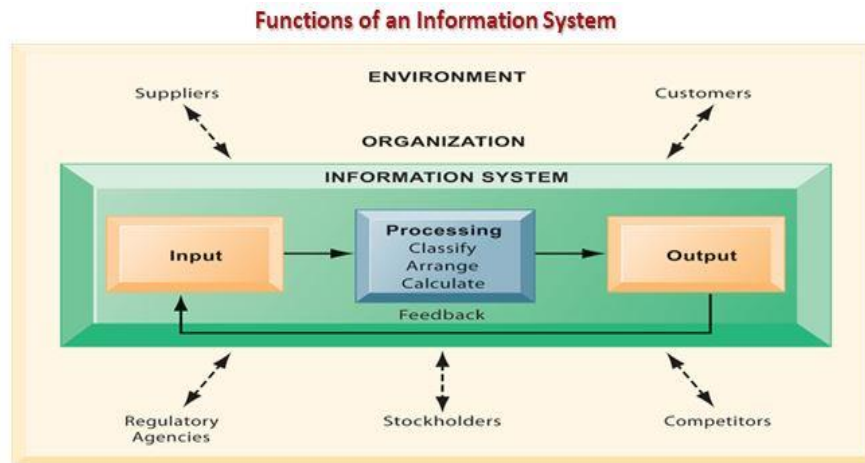 Functions of an Information System
ENVIRONMENT
Suppliers
Customers
ORGANIZATION
INFORMATION SYSTEM
Input
Processing
Classify
Arrange
Calculate
Output
Feedback
Regulatory
Agencies
Stockholders
Competitors